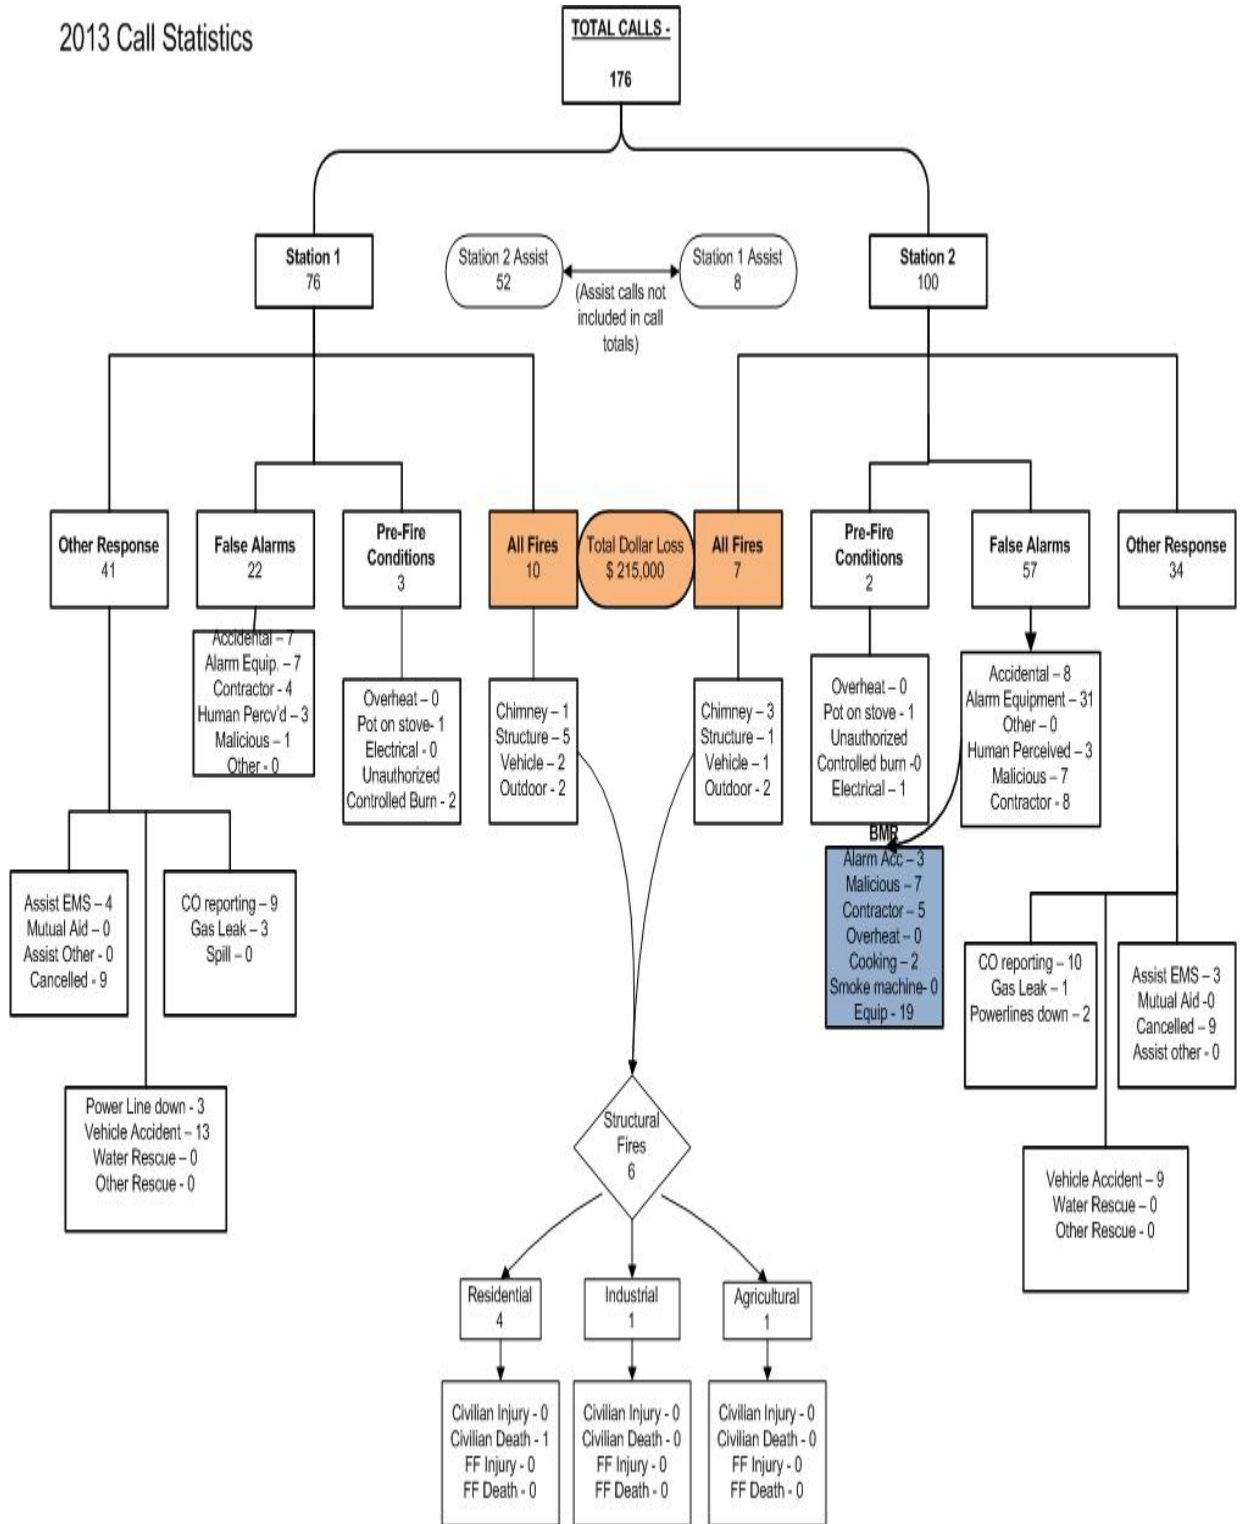 2013 Call Statistics
TOTAL CALLS -
176
Station 1
76
Station 2 Assist
52
(Assist calls not
included in call
totals)
Station 1 Assist
8
Station 2
100
Other Response
41
False Alarms
22
Pre-Fire
Conditions
3
All Fires
10
Total Dollar Loss
$ 215,000
All Fires
7
Pre-Fire
Conditions
2
False Alarms
57
Other Response
34
Accidental – 7
Alarm Equip. – 7
Contractor - 4
Human Percv'd – 3
Malicious – 1
Other - 0
Overheat – 0
Pot on stove- 1
Electrical - 0
Unauthorized
Controlled Burn - 2
Chimney – 1
Structure – 5
Vehicle – 2
Outdoor - 2
Chimney – 3
Structure – 1
Vehicle – 1
Outdoor - 2
Overheat – 0
Pot on stove - 1
Unauthorized
Controlled burn -0
Electrical – 1
Accidental – 8
Alarm Equipment – 31
Other – 0
Human Perceived – 3
Malicious – 7
Contractor - 8
BMR
Alarm Acc – 3
Malicious – 7
Contractor – 5
Overheat – 0
Cooking – 2
Smoke machine- 0
Equip - 19
Assist EMS – 4
Mutual Aid – 0
Assist Other - 0
Cancelled - 9
CO reporting – 9
Gas Leak – 3
Spill – 0
CO reporting – 10
Gas Leak – 1
Powerlines down – 2
Assist EMS – 3
Mutual Aid -0
Cancelled – 9
Assist other – 0
Power Line down - 3
Vehicle Accident – 13
Water Rescue – 0
Other Rescue - 0
Structural
Fires
6
Vehicle Accident – 9
Water Rescue – 0
Other Rescue - 0
Residential
4
Industrial
1
Agricultural
1
Civilian Injury - 0
Civilian Death - 1
FF Injury - 0
FF Death - 0
Civilian Injury - 0
Civilian Death - 0
FF Injury - 0
FF Death - 0
Civilian Injury - 0
Civilian Death - 0
FF Injury - 0
FF Death - 0